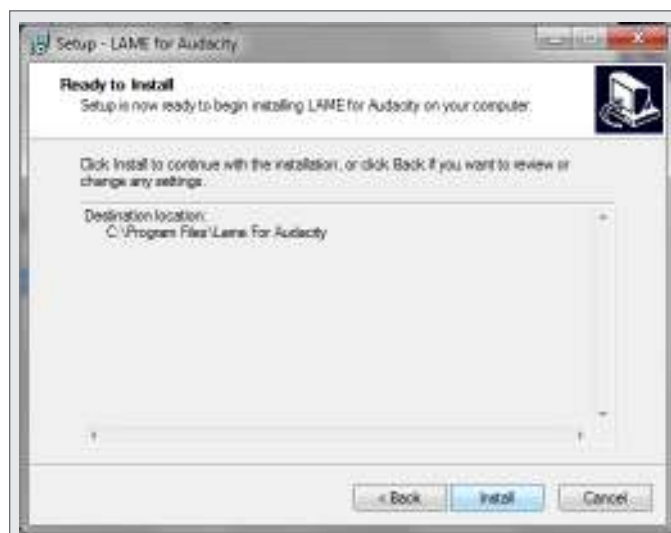 Setup - LAME for Audacity
Ready to Install
Setup is now ready to begin installing LAME for Audacity on your computer.
Click Install to continue with the installation, or click Back if you want to review or
change any settings.
Destination location:
C:\Program Files\Lame For Audacity
< Back Install Cancel